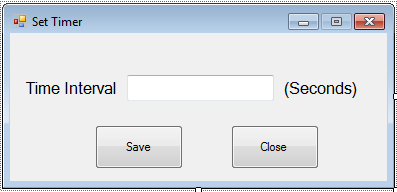 Set Timer
Time Interval (Seconds)
Save Close